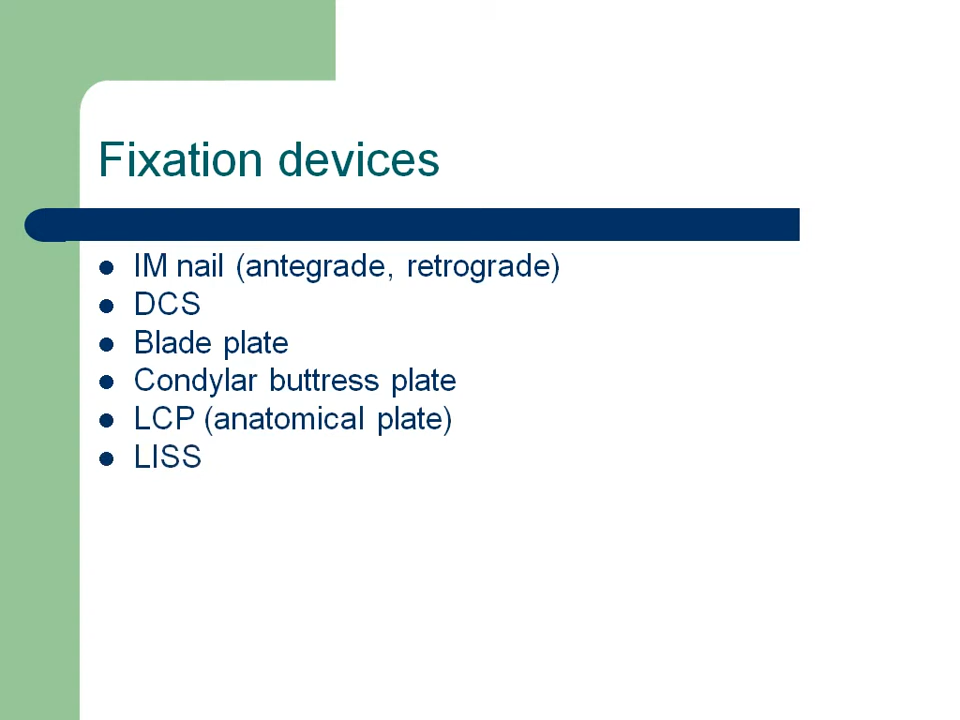 Fixation devices
IM nail (antegrade, retrograde)
DCS
Blade plate
Condylar buttress plate
LCP (anatomical plate)
LISS